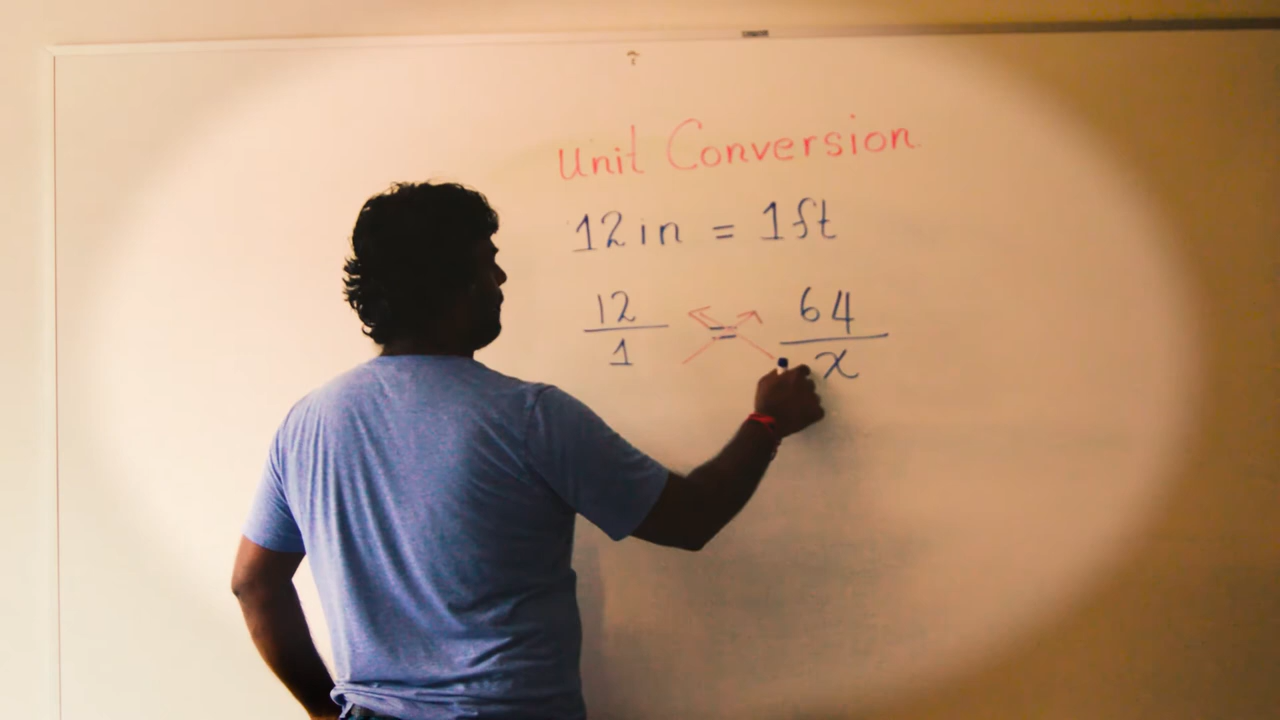 Unit Conversion
12 in = 1 ft
12/1 = 64/x